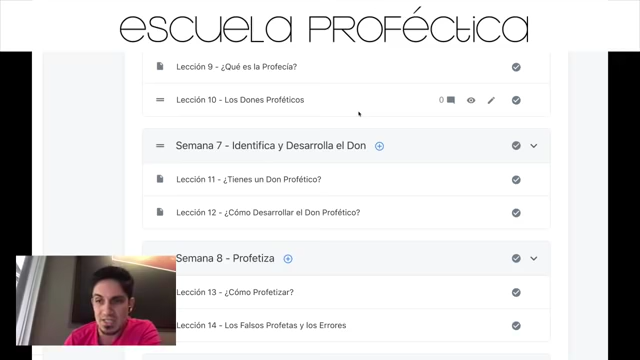 ESCUELA PROFÉCTICA
Lección 9 - ¿Qué es la Profecía?
Lección 10 - Los Dones Proféticos
0
Semana 7 - Identifica y Desarrolla el Don
Lección 11 - ¿Tienes un Don Profético?
Lección 12 - ¿Cómo Desarrollar el Don Profético?
Semana 8 - Profetiza
Lección 13 - ¿Cómo Profetizar?
Lección 14 - Los Falsos Profetas y los Errores